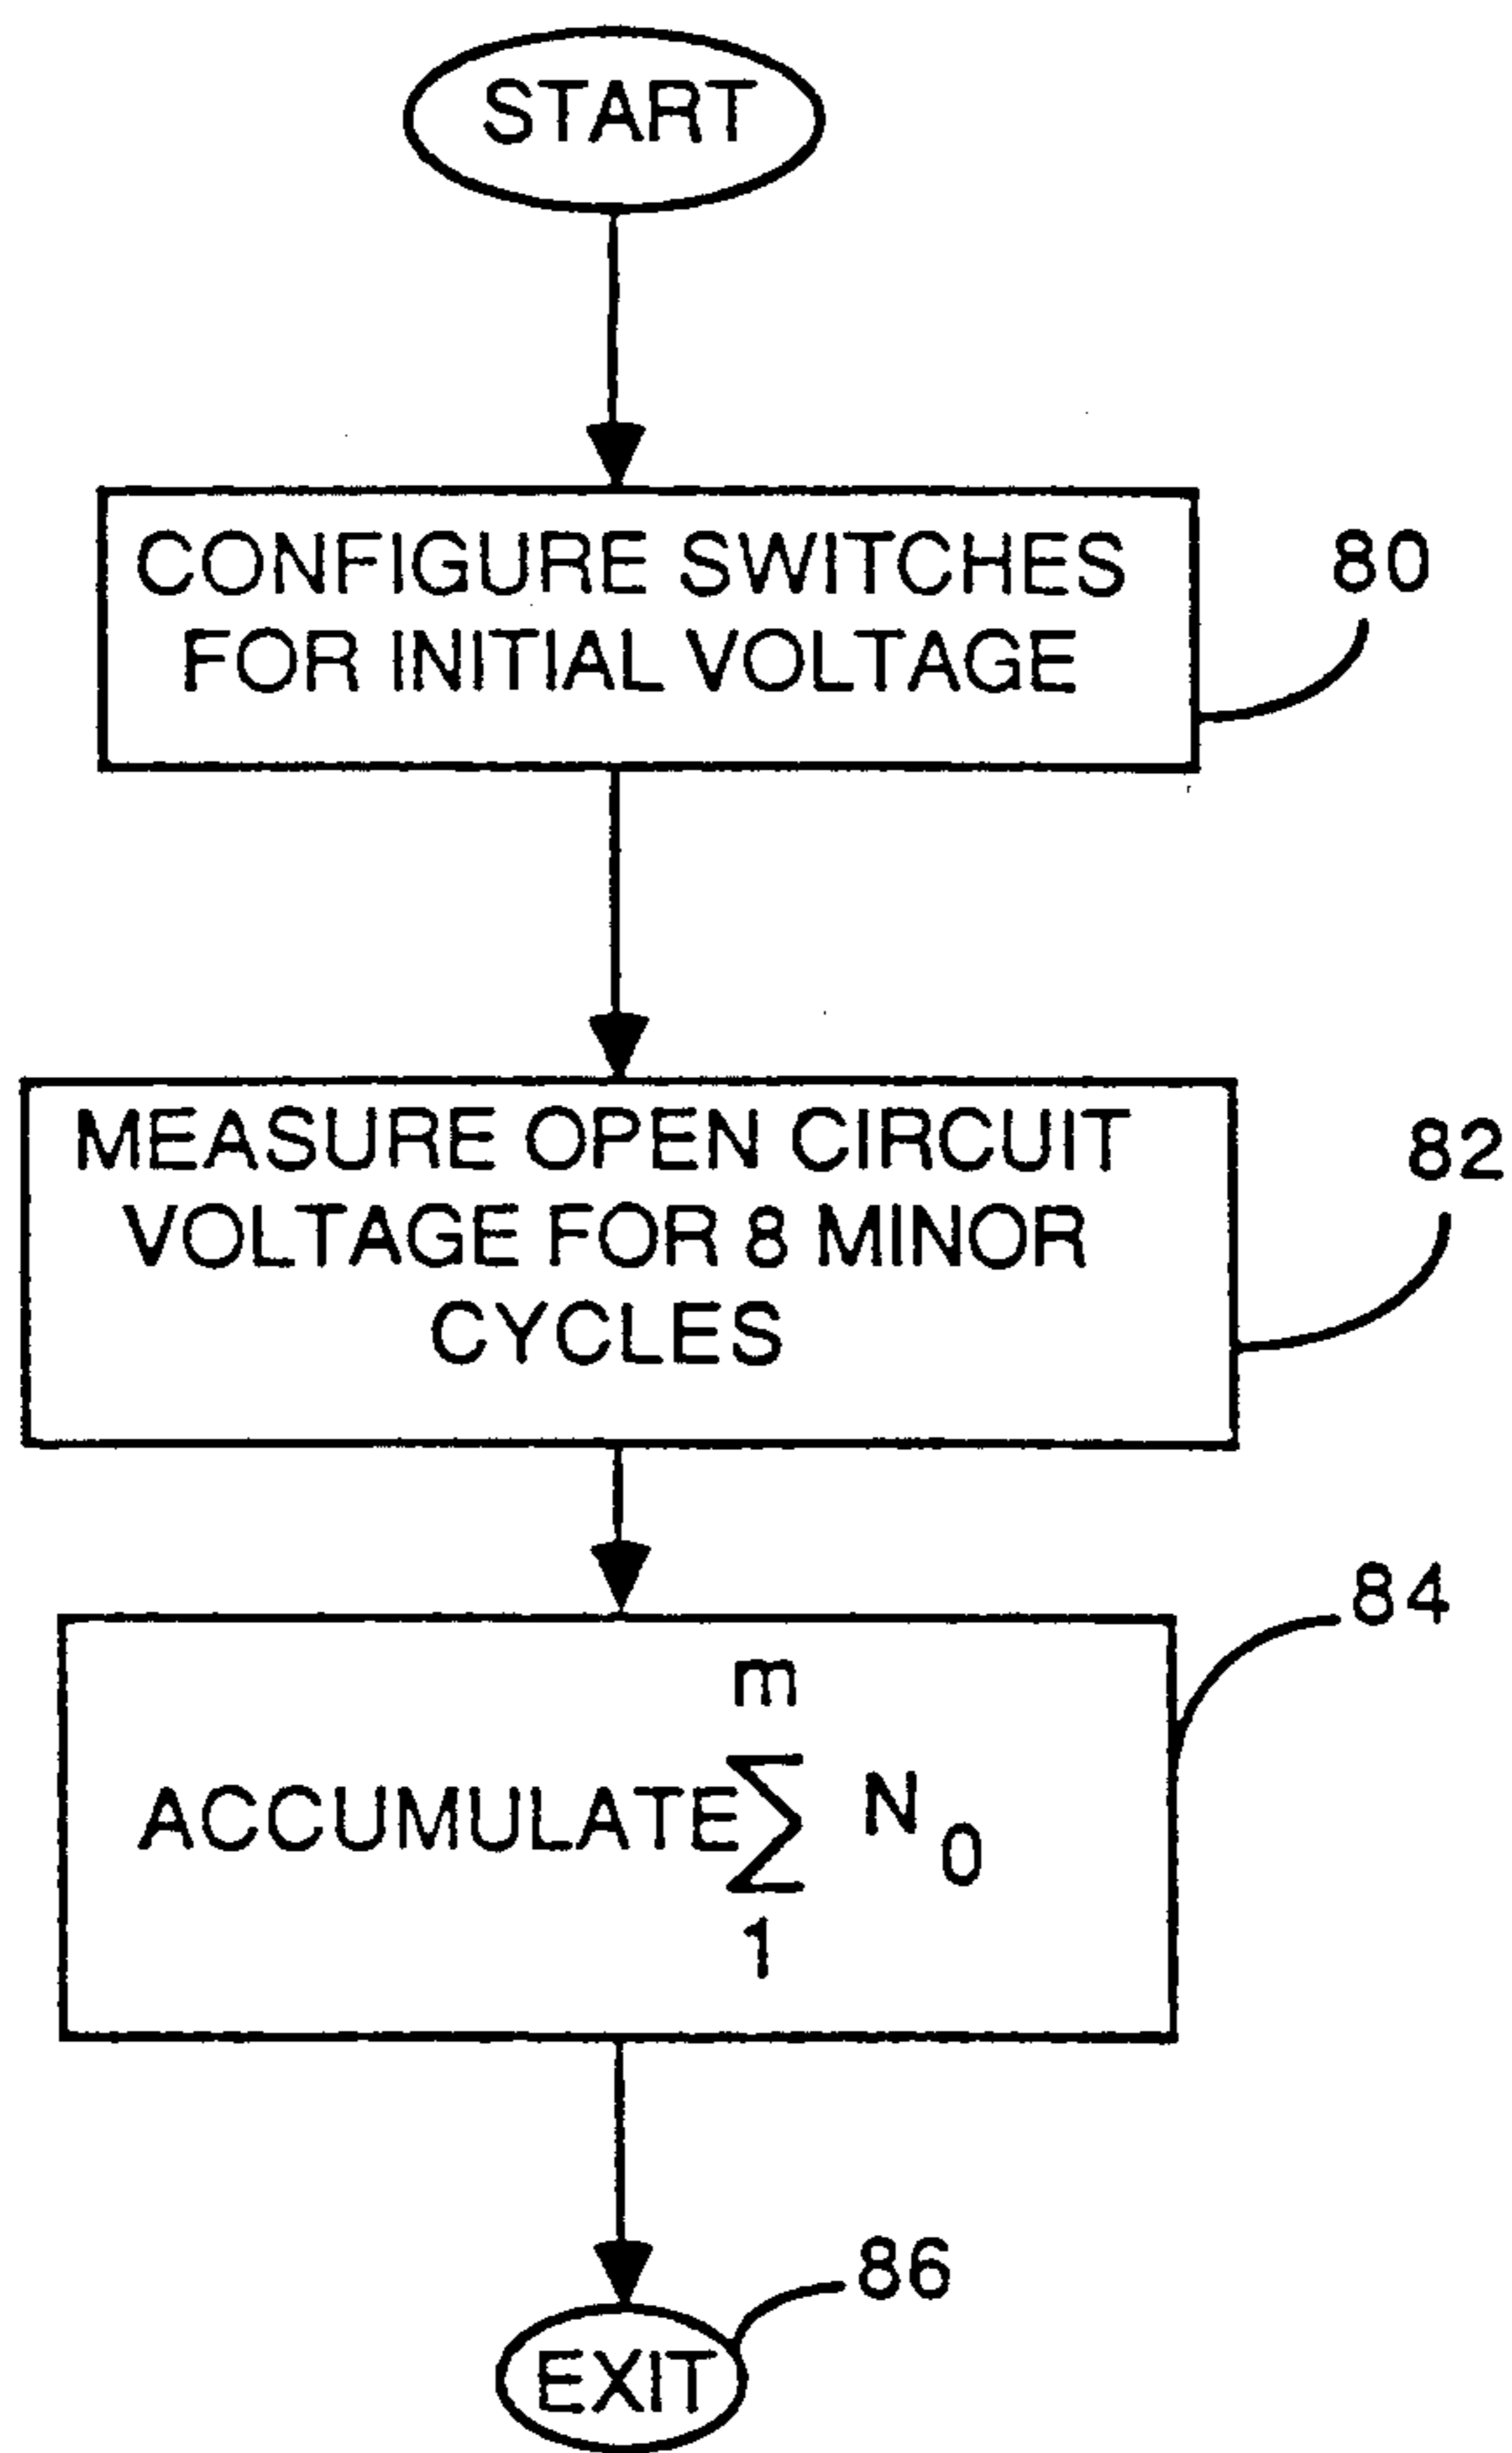 START
CONFIGURE SWITCHES
FOR INITIAL VOLTAGE
80
MEASURE OPEN CIRCUIT
VOLTAGE FOR 8 MINOR
CYCLES
82
84
m
ACCUMULATE ∑ N₀
1
86
EXIT